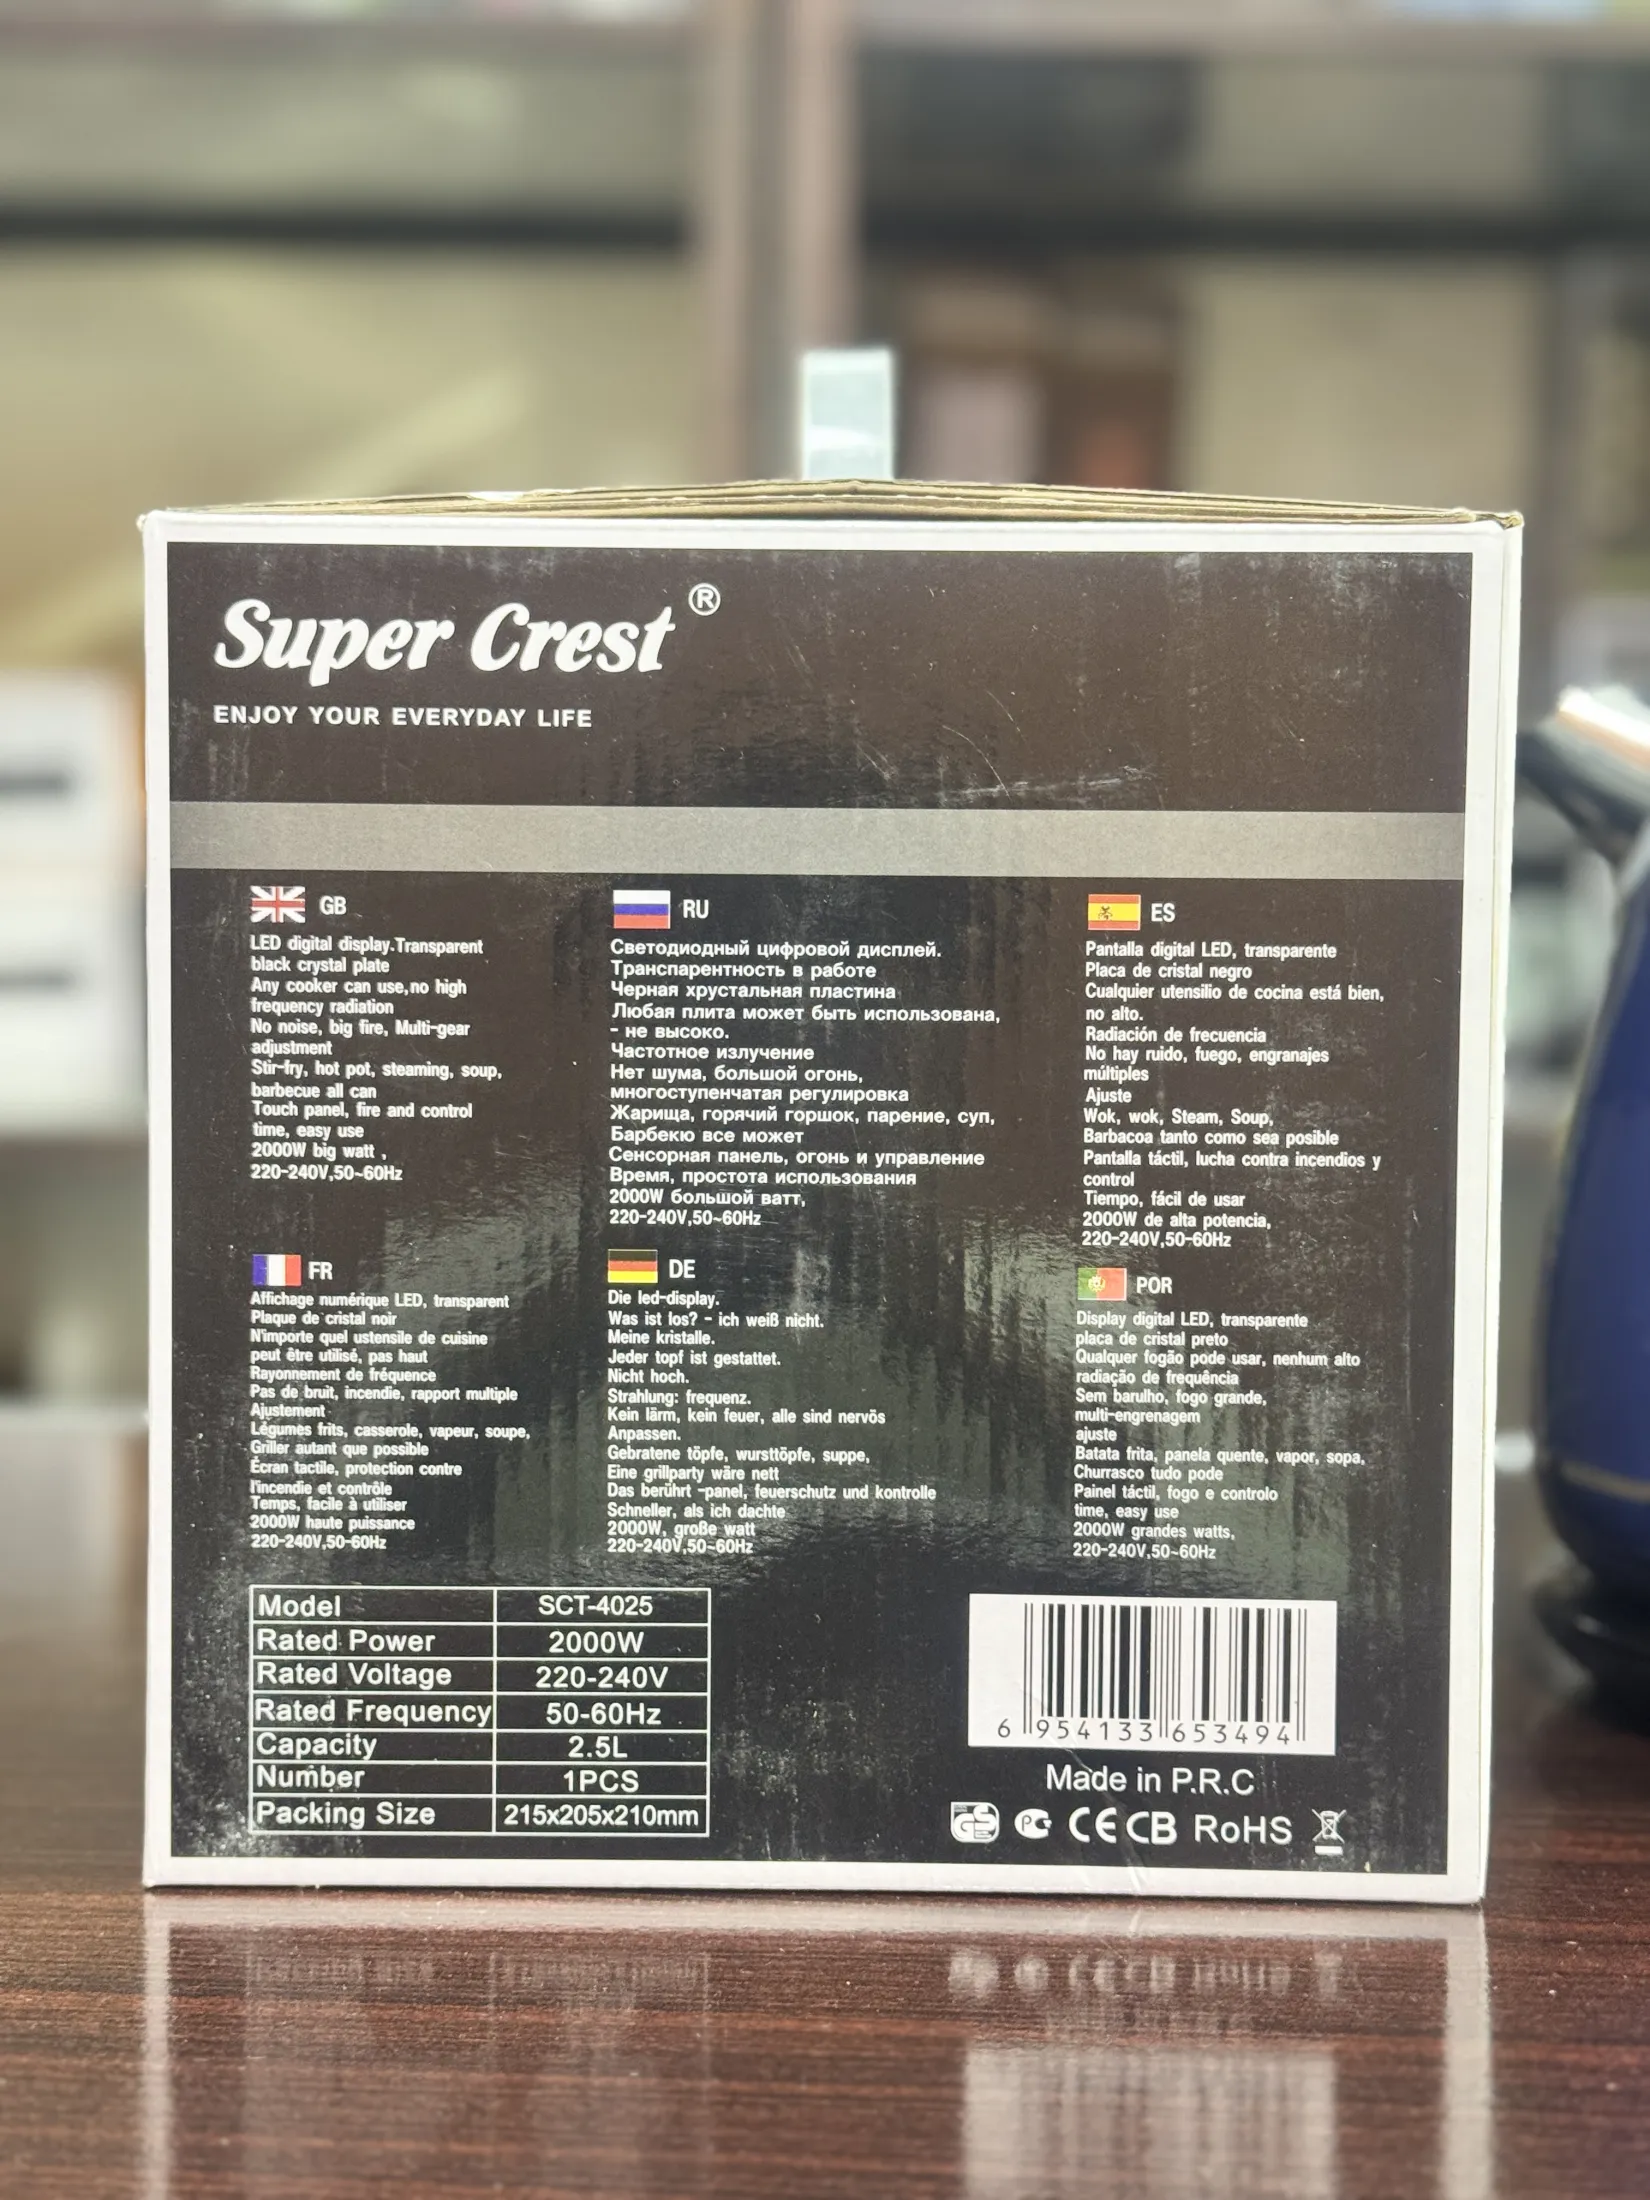 Super Crest ®
ENJOY YOUR EVERYDAY LIFE
GB
LED digital display.Transparent
black crystal plate
Any cooker can use,no high
frequency radiation
No noise, big fire, Multi-gear
adjustment
Stir-fry, hot pot, steaming, soup,
barbecue all can
Touch panel, fire and control
time, easy use
2000W big watt ,
220-240V,50~60Hz
RU
Светодиодный цифровой дисплей.
Транспарентность в работе
Черная хрустальная пластина
Любая плита может быть использована,
- не высоко.
Частотное излучение
Нет шума, большой огонь,
многоступенчатая регулировка
Жарища, горячий горшок, парение, суп,
Барбекю все может
Сенсорная панель, огонь и управление
Время, простота использования
2000W большой ватт,
220-240V,50~60Hz
ES
Pantalla digital LED, transparente
Placa de cristal negro
Cualquier utensilio de cocina está bien,
no alto.
Radiación de frecuencia
No hay ruido, fuego, engranajes
múltiples
Ajuste
Wok, wok, Steam, Soup,
Barbacoa tanto como sea posible
Pantalla táctil, lucha contra incendios y
control
Tiempo, fácil de usar
2000W de alta potencia,
220-240V,50-60Hz
FR
Affichage numérique LED, transparent
Plaque de cristal noir
N'importe quel ustensile de cuisine
peut être utilisé, pas haut
Rayonnement de fréquence
Pas de bruit, incendie, rapport multiple
Ajustement
Légumes frits, casserole, vapeur, soupe,
Griller autant que possible
Écran tactile, protection contre
l'incendie et contrôle
Temps, facile à utiliser
2000W haute puissance
220-240V,50-60Hz
DE
Die led-display.
Was ist los? - ich weiß nicht.
Meine kristalle.
Jeder topf ist gestattet.
Nicht hoch.
Strahlung: frequenz.
Kein lärm, kein feuer, alle sind nervös
Anpassen.
Gebratene töpfe, wursttöpfe, suppe,
Eine grillparty wäre nett
Das berührt -panel, feuerschutz und kontrolle
Schneller, als ich dachte
2000W, große watt
220-240V,50~60Hz
POR
Display digital LED, transparente
placa de cristal preto
Qualquer fogão pode usar, nenhum alto
radiação de frequência
Sem barulho, fogo grande,
multi-engrenagem
ajuste
Batata frita, panela quente, vapor, sopa,
Churrasco tudo pode
Painel táctil, fogo e controlo
time, easy use
2000W grandes watts,
220-240V,50~60Hz
Model SCT-4025
Rated Power 2000W
Rated Voltage 220-240V
Rated Frequency 50-60Hz
Capacity 2.5L
Number 1PCS
Packing Size 215x205x210mm
6 954133 653494
Made in P.R.C
GS PC CE CB RoHS